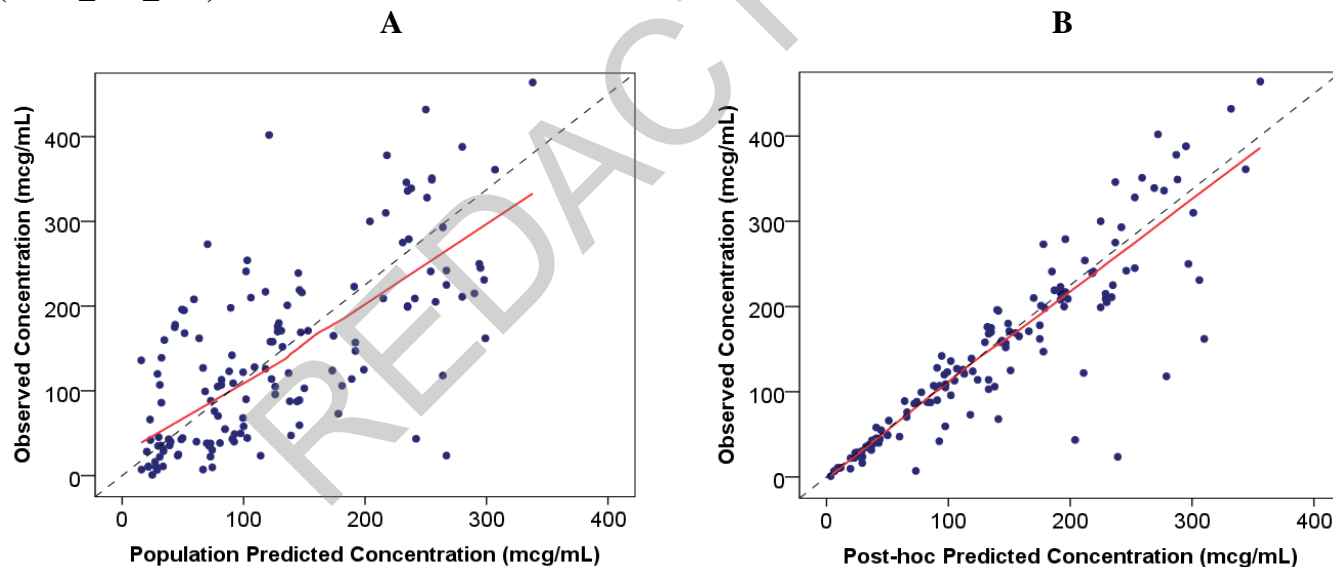 A
B
Observed Concentration (mcg/mL)
400
300
200
100
0
0 100 200 300 400
Population Predicted Concentration (mcg/mL)
Observed Concentration (mcg/mL)
400
300
200
100
0
0 100 200 300 400
Post-hoc Predicted Concentration (mcg/mL)
REDACT